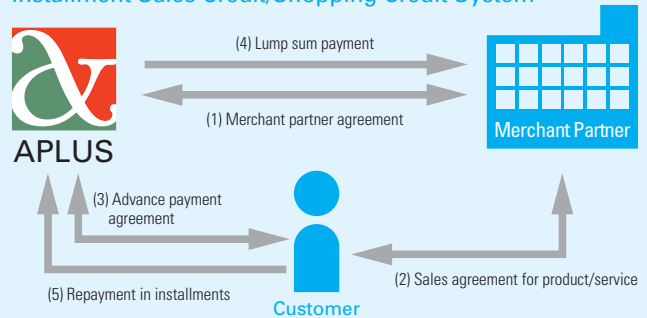 Installment Sales Credit/Shopping Credit System
(4) Lump sum payment
&
(1) Merchant partner agreement
Merchant Partner
APLUS
(3) Advance payment
agreement
(2) Sales agreement for product/service
(5) Repayment in installments
Customer